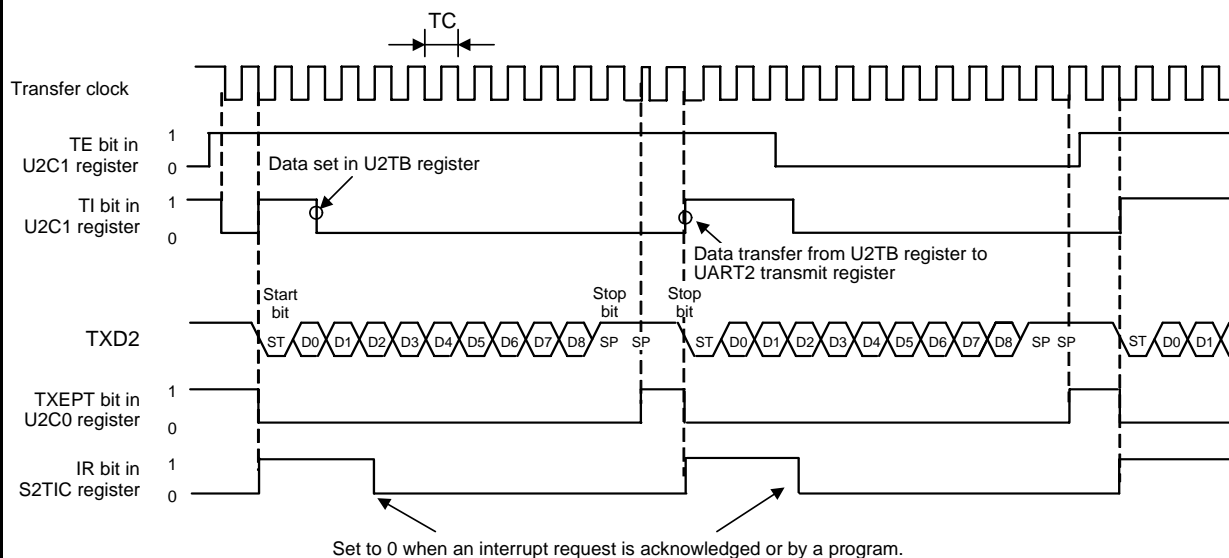 TC
Transfer clock
TE bit in
U2C1 register
1
0
Data set in U2TB register
TI bit in
U2C1 register
1
0
Data transfer from U2TB register to
UART2 transmit register
Start
bit
Stop
bit
Stop
bit
TXD2
ST D0 D1 D2 D3 D4 D5 D6 D7 D8 SP SP ST D0 D1 D2 D3 D4 D5 D6 D7 D8 SP SP ST D0 D1
TXEPT bit in
U2C0 register
1
0
IR bit in
S2TIC register
1
0
Set to 0 when an interrupt request is acknowledged or by a program.